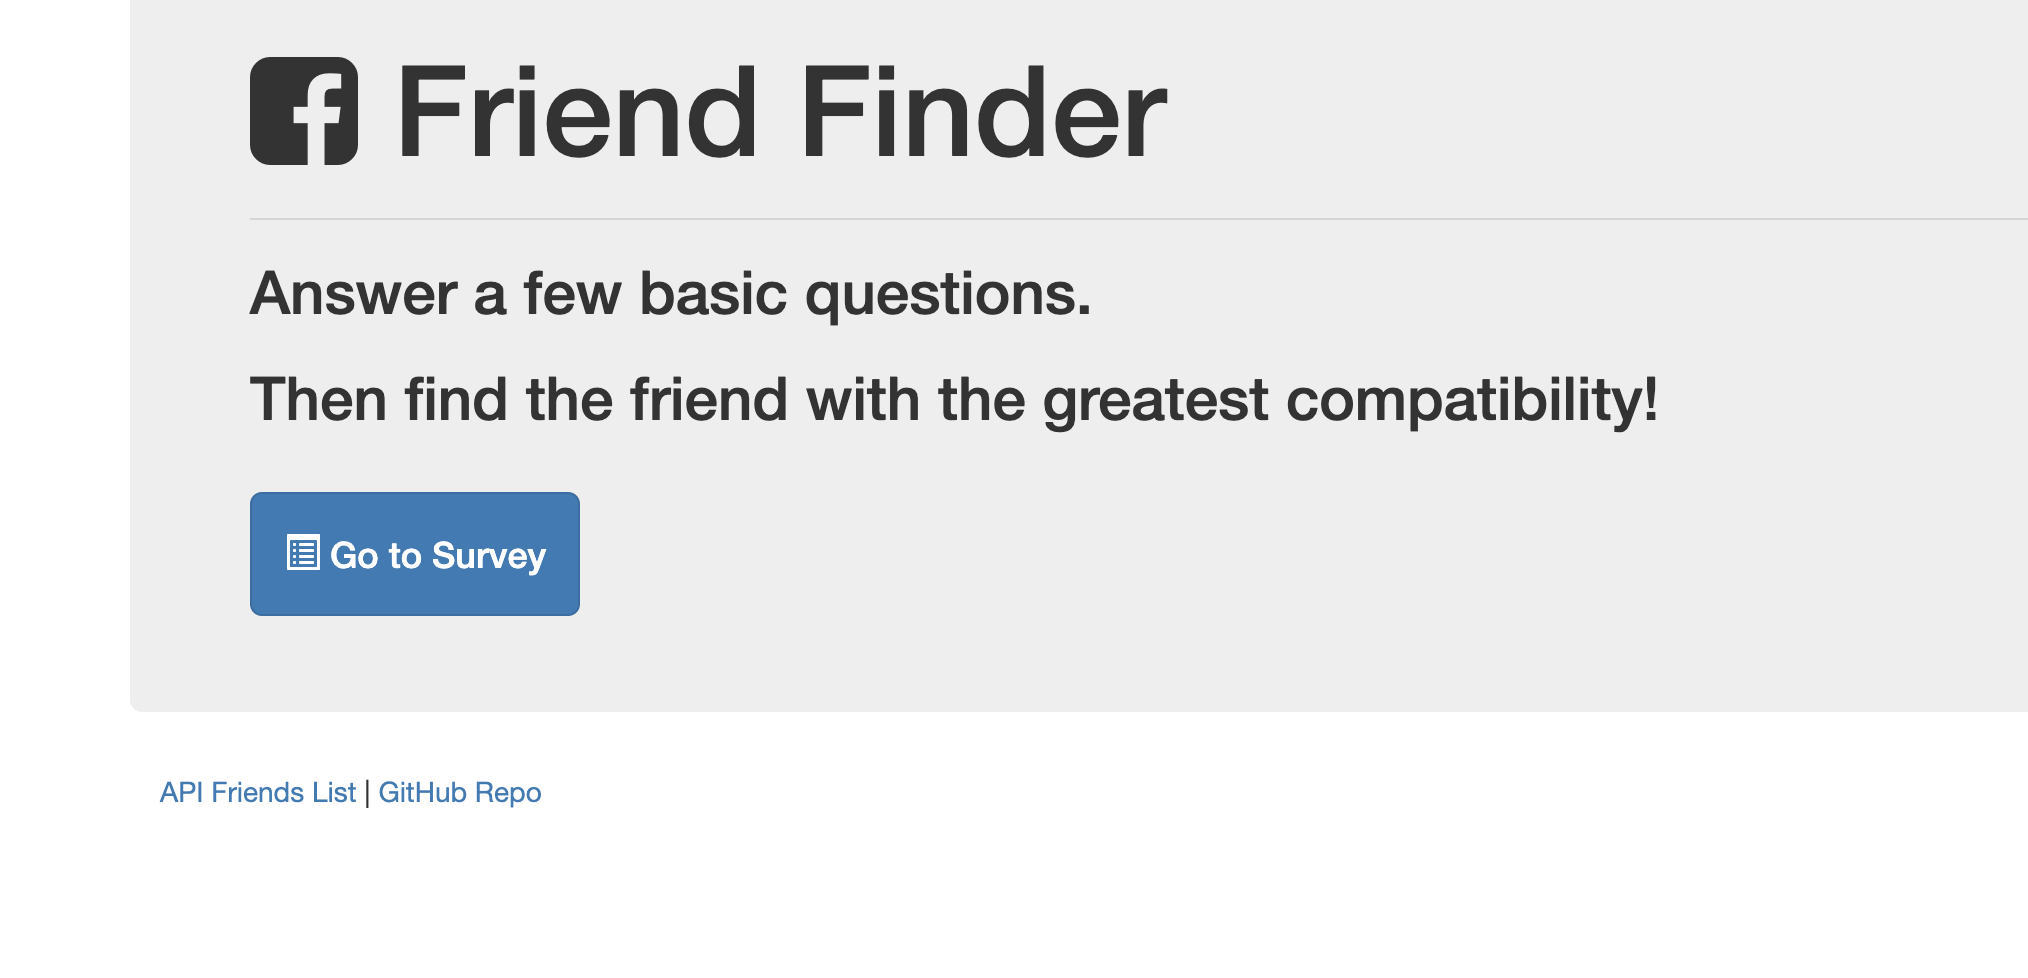 Friend Finder
Answer a few basic questions.
Then find the friend with the greatest compatibility!
Go to Survey
API Friends List | GitHub Repo